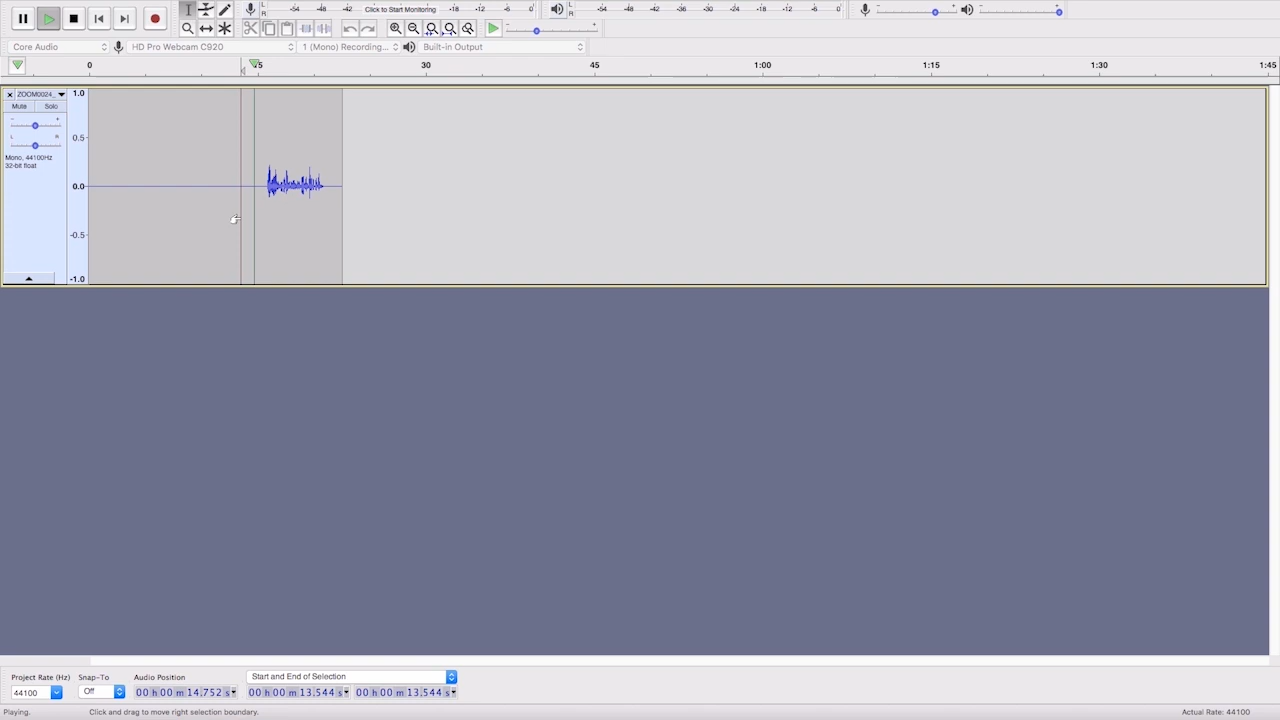 L
R
-54 -48 -42 Click to Start Monitoring -18 -12 -6 0
L
R
-54 -48 -42 -36 -30 -24 -18 -12 -6 0
- +
- +
- +
Core Audio
HD Pro Webcam C920
1 (Mono) Recording...
Built-in Output
0 15 30 45 1:00 1:15 1:30 1:45
ZOOM0024_
Mute Solo
- +
L R
Mono, 44100Hz
32-bit float
1.0
0.5
0.0
-0.5
-1.0
Project Rate (Hz) Snap-To Audio Position Start and End of Selection
44100 Off 00 h 00 m 14.752 s 00 h 00 m 13.544 s 00 h 00 m 13.544 s
Playing. Click and drag to move right selection boundary. Actual Rate: 44100